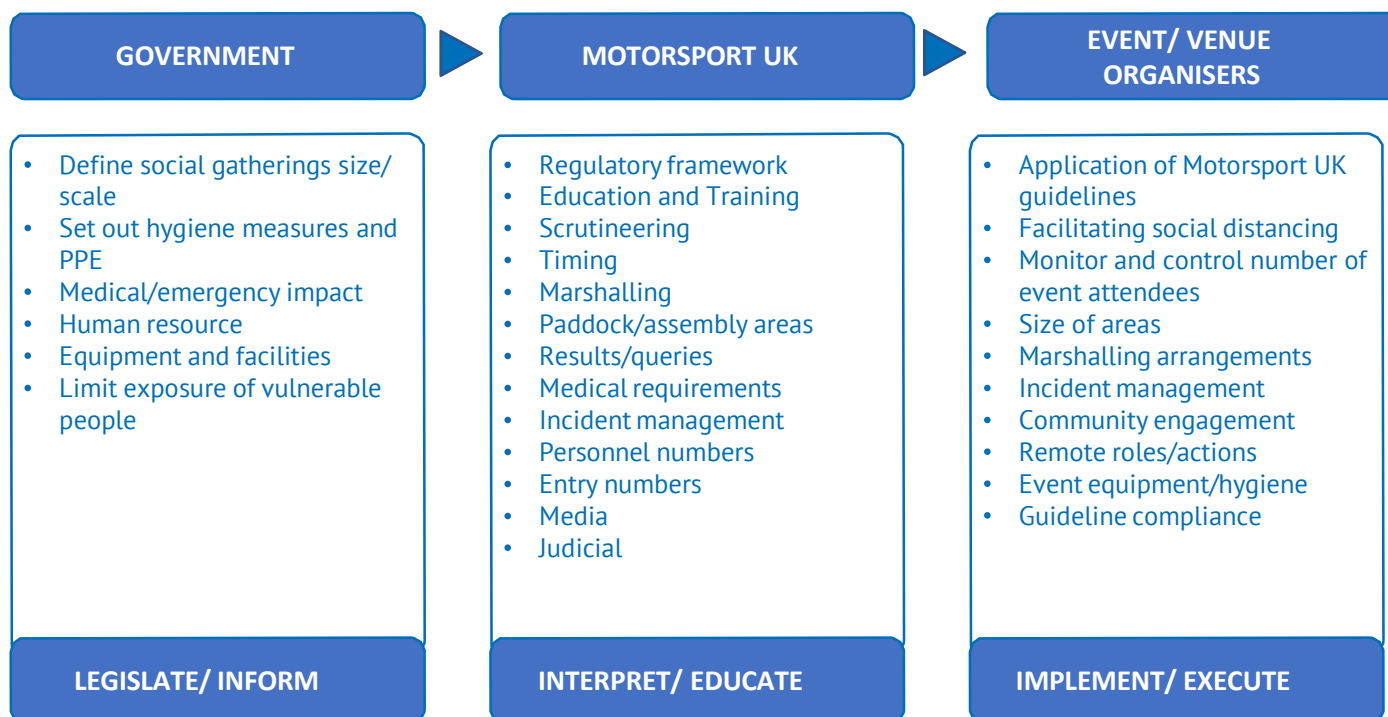 GOVERNMENT
MOTORSPORT UK
EVENT/ VENUE
ORGANISERS
• Define social gatherings size/
scale
• Set out hygiene measures and
PPE
• Medical/emergency impact
• Human resource
• Equipment and facilities
• Limit exposure of vulnerable
people
LEGISLATE/ INFORM
• Regulatory framework
• Education and Training
• Scrutineering
• Timing
• Marshalling
• Paddock/assembly areas
• Results/queries
• Medical requirements
• Incident management
• Personnel numbers
• Entry numbers
• Media
• Judicial
INTERPRET/ EDUCATE
• Application of Motorsport UK
guidelines
• Facilitating social distancing
• Monitor and control number of
event attendees
• Size of areas
• Marshalling arrangements
• Incident management
• Community engagement
• Remote roles/actions
• Event equipment/hygiene
• Guideline compliance
IMPLEMENT/ EXECUTE